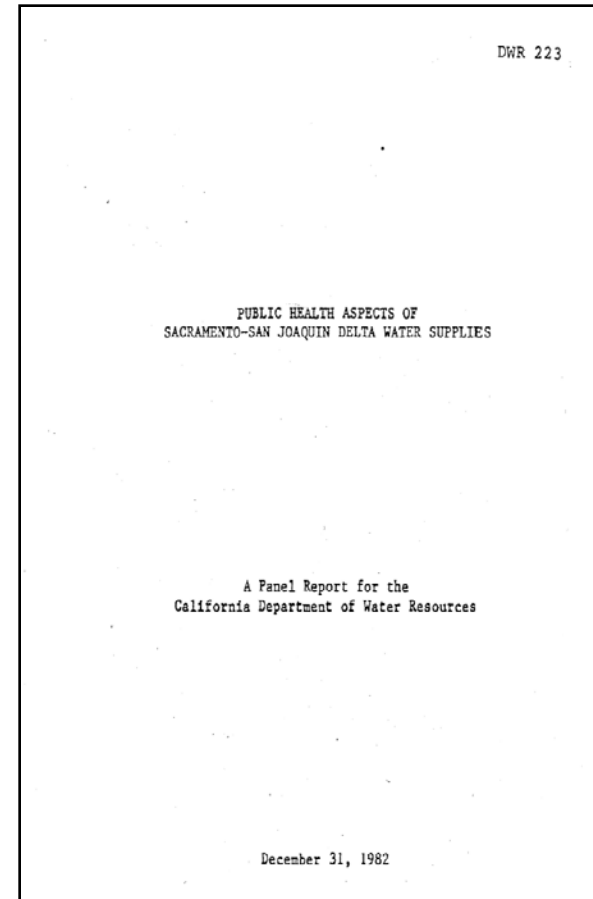 DWR 223
PUBLIC HEALTH ASPECTS OF
SACRAMENTO-SAN JOAQUIN DELTA WATER SUPPLIES
A Panel Report for the
California Department of Water Resources
December 31, 1982